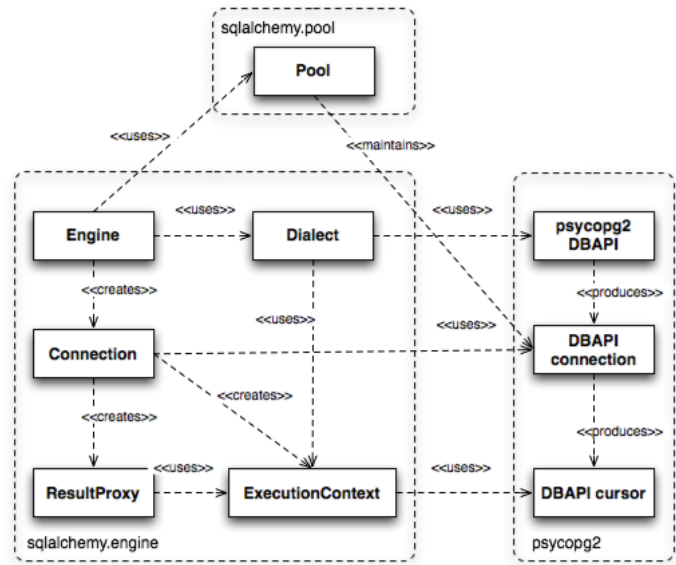 sqlalchemy.pool
Pool
<<uses>>
<<maintains>>
<<uses>>
<<uses>>
Engine
Dialect
psycopg2
DBAPI
<<creates>>
<<produces>>
<<uses>>
<<uses>>
Connection
DBAPI
connection
<<creates>>
<<creates>>
<<produces>>
<<uses>>
<<uses>>
ResultProxy
ExecutionContext
DBAPI cursor
sqlalchemy.engine
psycopg2